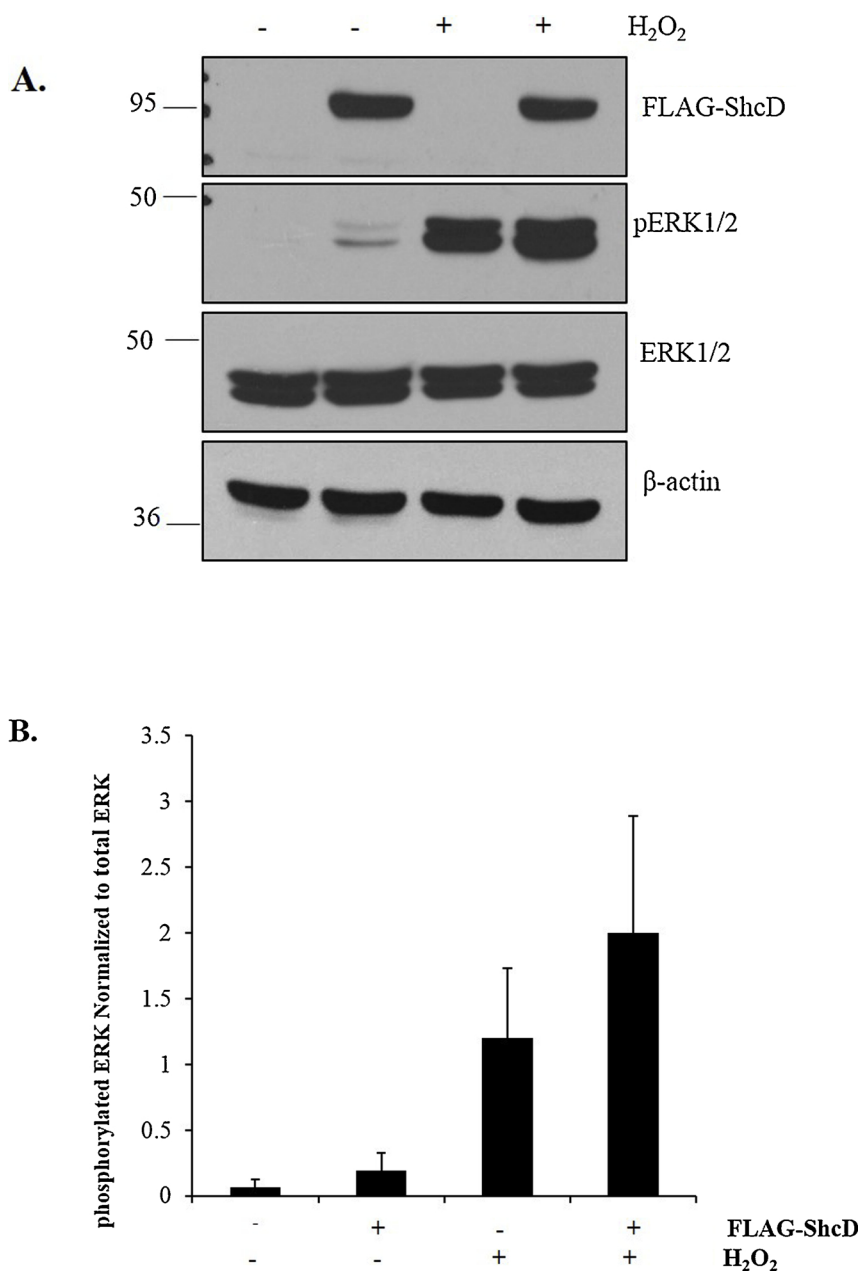 - - + + H₂O₂
A.
95 FLAG-ShcD
50 pERK1/2
50 ERK1/2
β-actin
36
B.
phosphorylated ERK Normalized to total ERK
3.5
3
2.5
2
1.5
1
0.5
0
- + - + FLAG-ShcD
- - + + H₂O₂